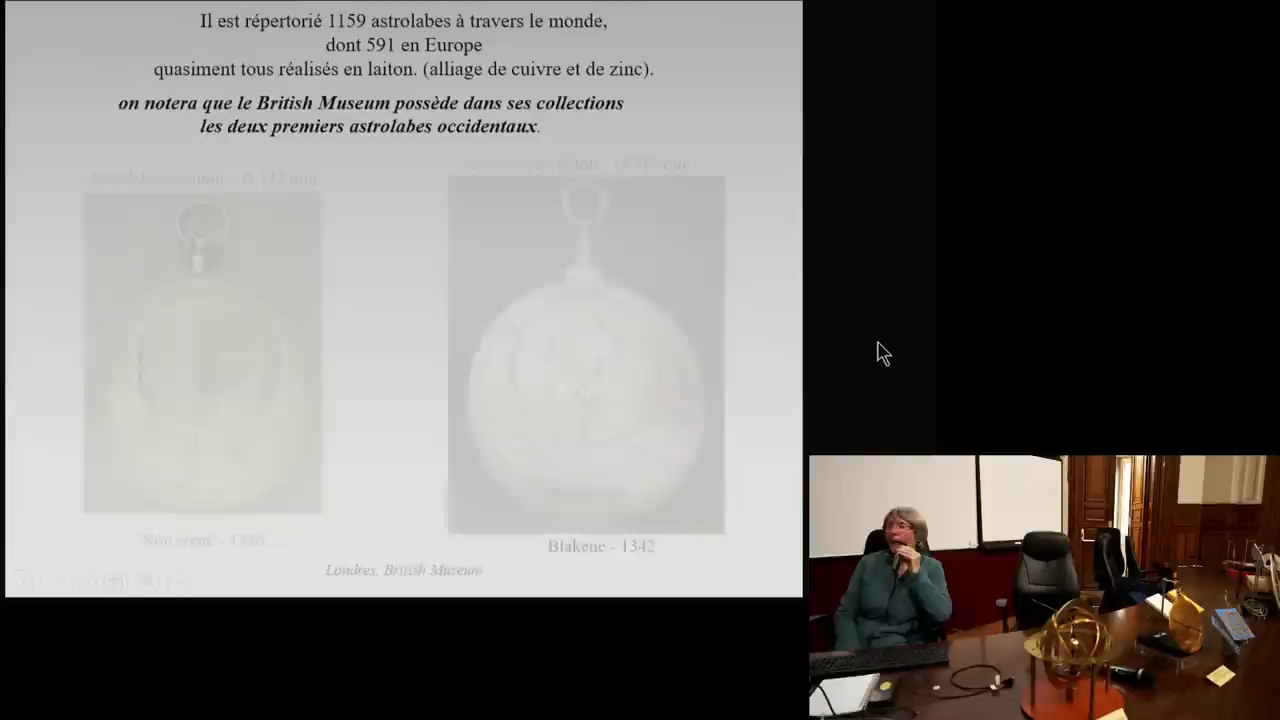 Il est répertorié 1159 astrolabes à travers le monde,
dont 591 en Europe
quasiment tous réalisés en laiton. (alliage de cuivre et de zinc).
on notera que le British Museum possède dans ses collections
les deux premiers astrolabes occidentaux.
Blakene - 1342
Londres, British Museum